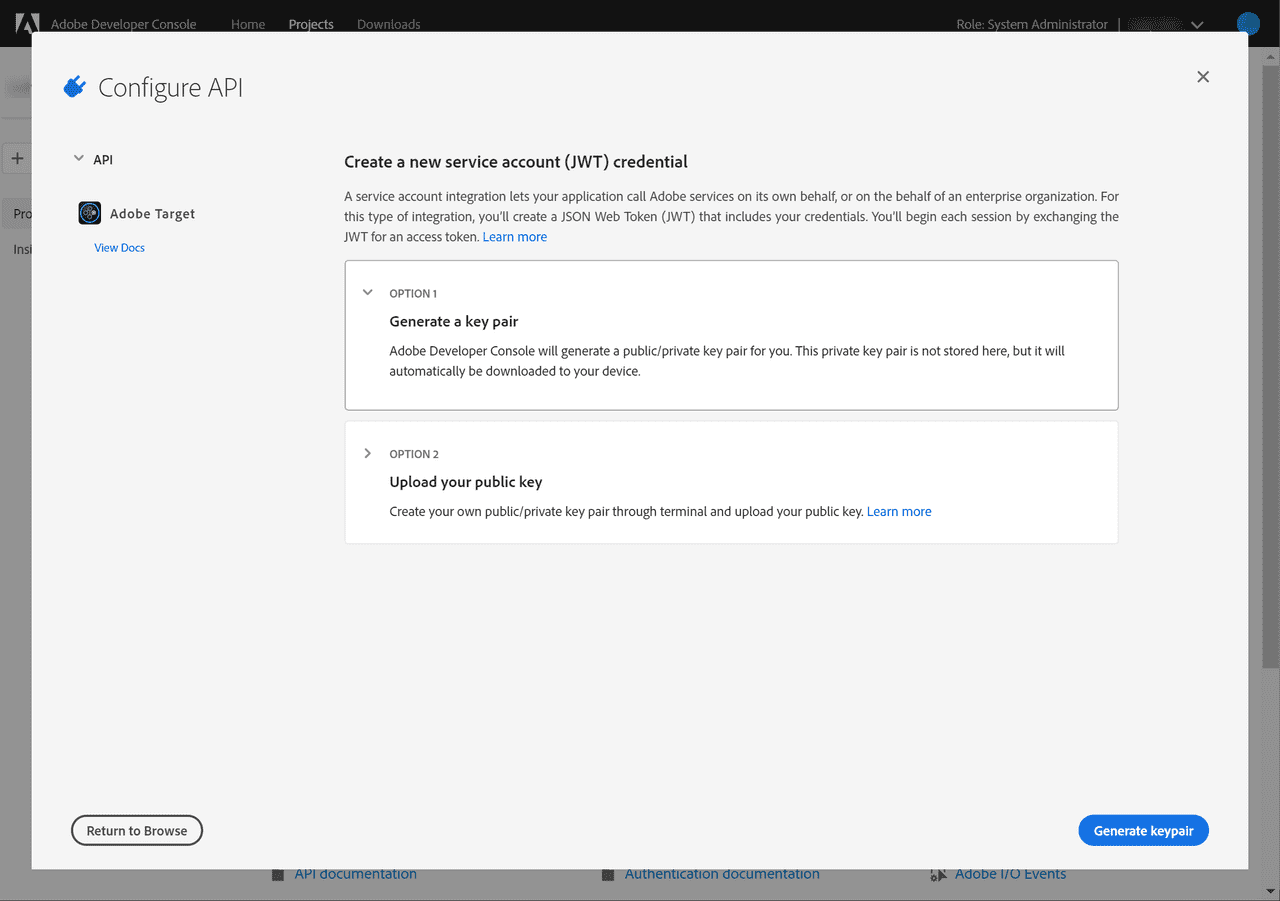 Adobe Developer Console Home Projects Downloads Role: System Administrator |
Configure API
API
Adobe Target
View Docs
Create a new service account (JWT) credential
A service account integration lets your application call Adobe services on its own behalf, or on the behalf of an enterprise organization. For
this type of integration, you'll create a JSON Web Token (JWT) that includes your credentials. You'll begin each session by exchanging the
JWT for an access token. Learn more
OPTION 1
Generate a key pair
Adobe Developer Console will generate a public/private key pair for you. This private key pair is not stored here, but it will
automatically be downloaded to your device.
OPTION 2
Upload your public key
Create your own public/private key pair through terminal and upload your public key. Learn more
Pro
Insi
Return to Browse
Generate keypair
API documentation Authentication documentation Adobe I/O Events